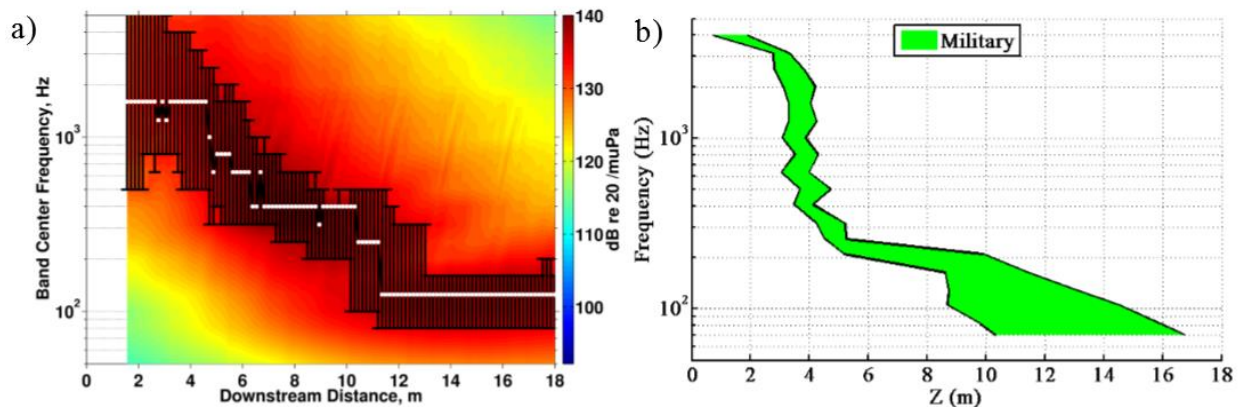 a)
Band Center Frequency, Hz
10³
10²
0 2 4 6 8 10 12 14 16 18
Downstream Distance, m
140
130
120
110
100
dB re 20 /muPa
b)
Military
Frequency (Hz)
10³
10²
0 2 4 6 8 10 12 14 16 18
Z (m)